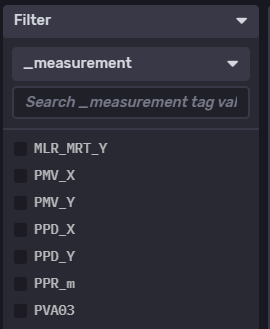 Filter
_measurement
Search _measurement tag val
MLR_MRT_Y
PMV_X
PMV_Y
PPD_X
PPD_Y
PPR_m
PVA03